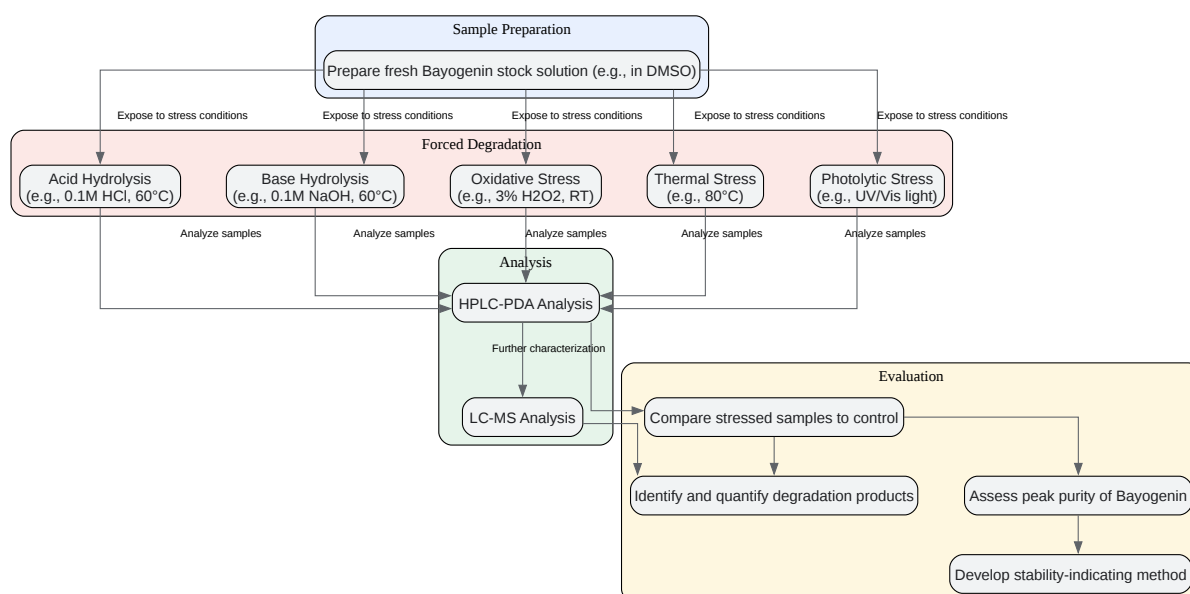 Sample Preparation
Prepare fresh Bayogenin stock solution (e.g., in DMSO)
Expose to stress conditions
Expose to stress conditions
Expose to stress conditions
Expose to stress conditions
Expose to stress conditions
Forced Degradation
Acid Hydrolysis
(e.g., 0.1M HCl, 60°C)
Base Hydrolysis
(e.g., 0.1M NaOH, 60°C)
Oxidative Stress
(e.g., 3% H2O2, RT)
Thermal Stress
(e.g., 80°C)
Photolytic Stress
(e.g., UV/Vis light)
Analyze samples
Analyze samples
Analyze samples
Analyze samples
Analyze samples
Analysis
HPLC-PDA Analysis
Further characterization
LC-MS Analysis
Evaluation
Compare stressed samples to control
Identify and quantify degradation products
Assess peak purity of Bayogenin
Develop stability-indicating method